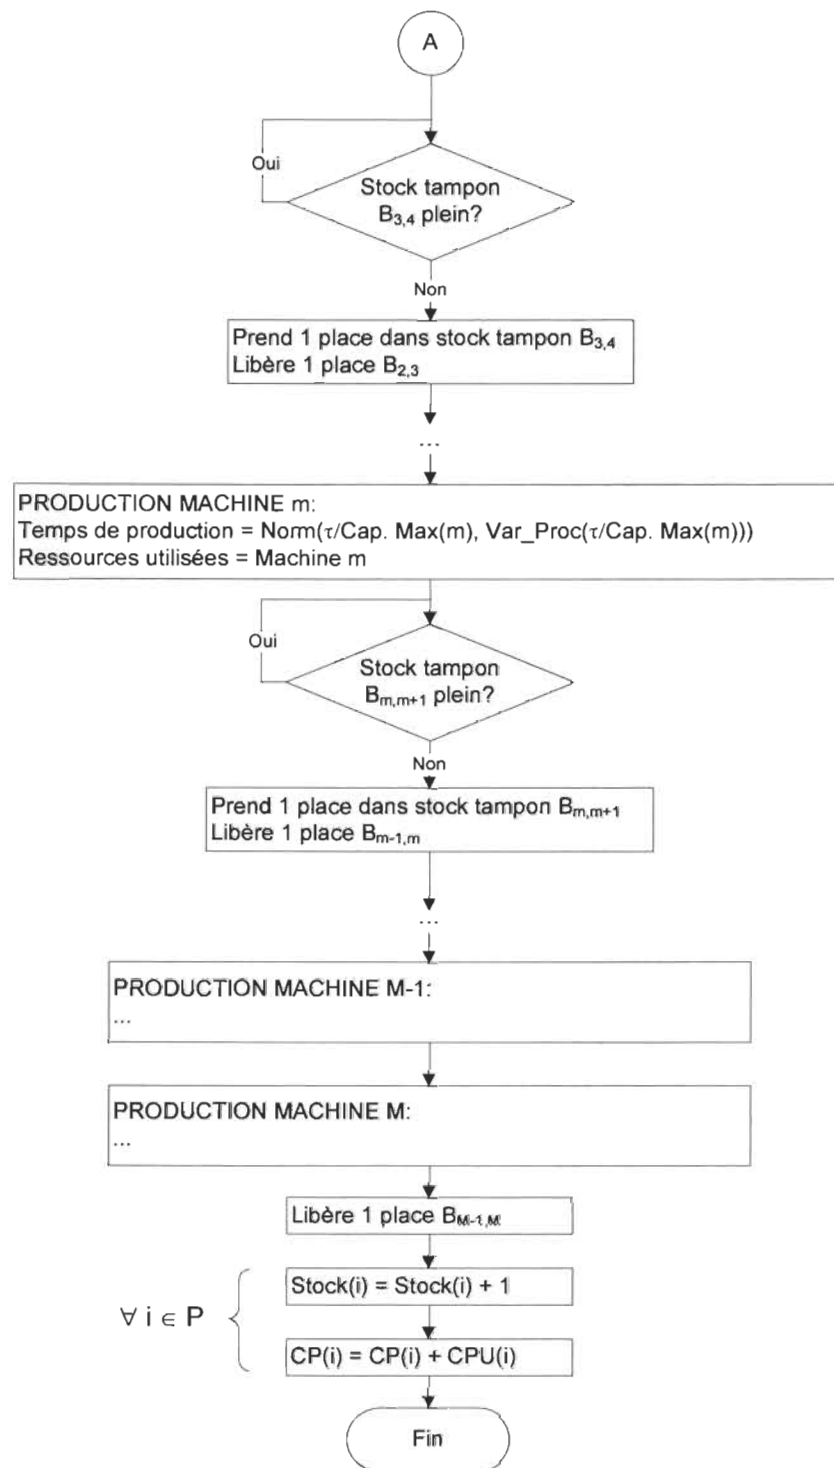 A
Oui
Stock tampon
B3,4 plein?
Non
Prend 1 place dans stock tampon B3,4
Libère 1 place B2,3
...
PRODUCTION MACHINE m:
Temps de production = Norm(τ/Cap. Max(m), Var_Proc(τ/Cap. Max(m)))
Ressources utilisées = Machine m
Oui
Stock tampon
Bm,m+1 plein?
Non
Prend 1 place dans stock tampon Bm,m+1
Libère 1 place Bm-1,m
...
PRODUCTION MACHINE M-1:
...
PRODUCTION MACHINE M:
...
Libère 1 place BM-1,M
Stock(i) = Stock(i) + 1
∀ i ∈ P
CP(i) = CP(i) + CPU(i)
Fin